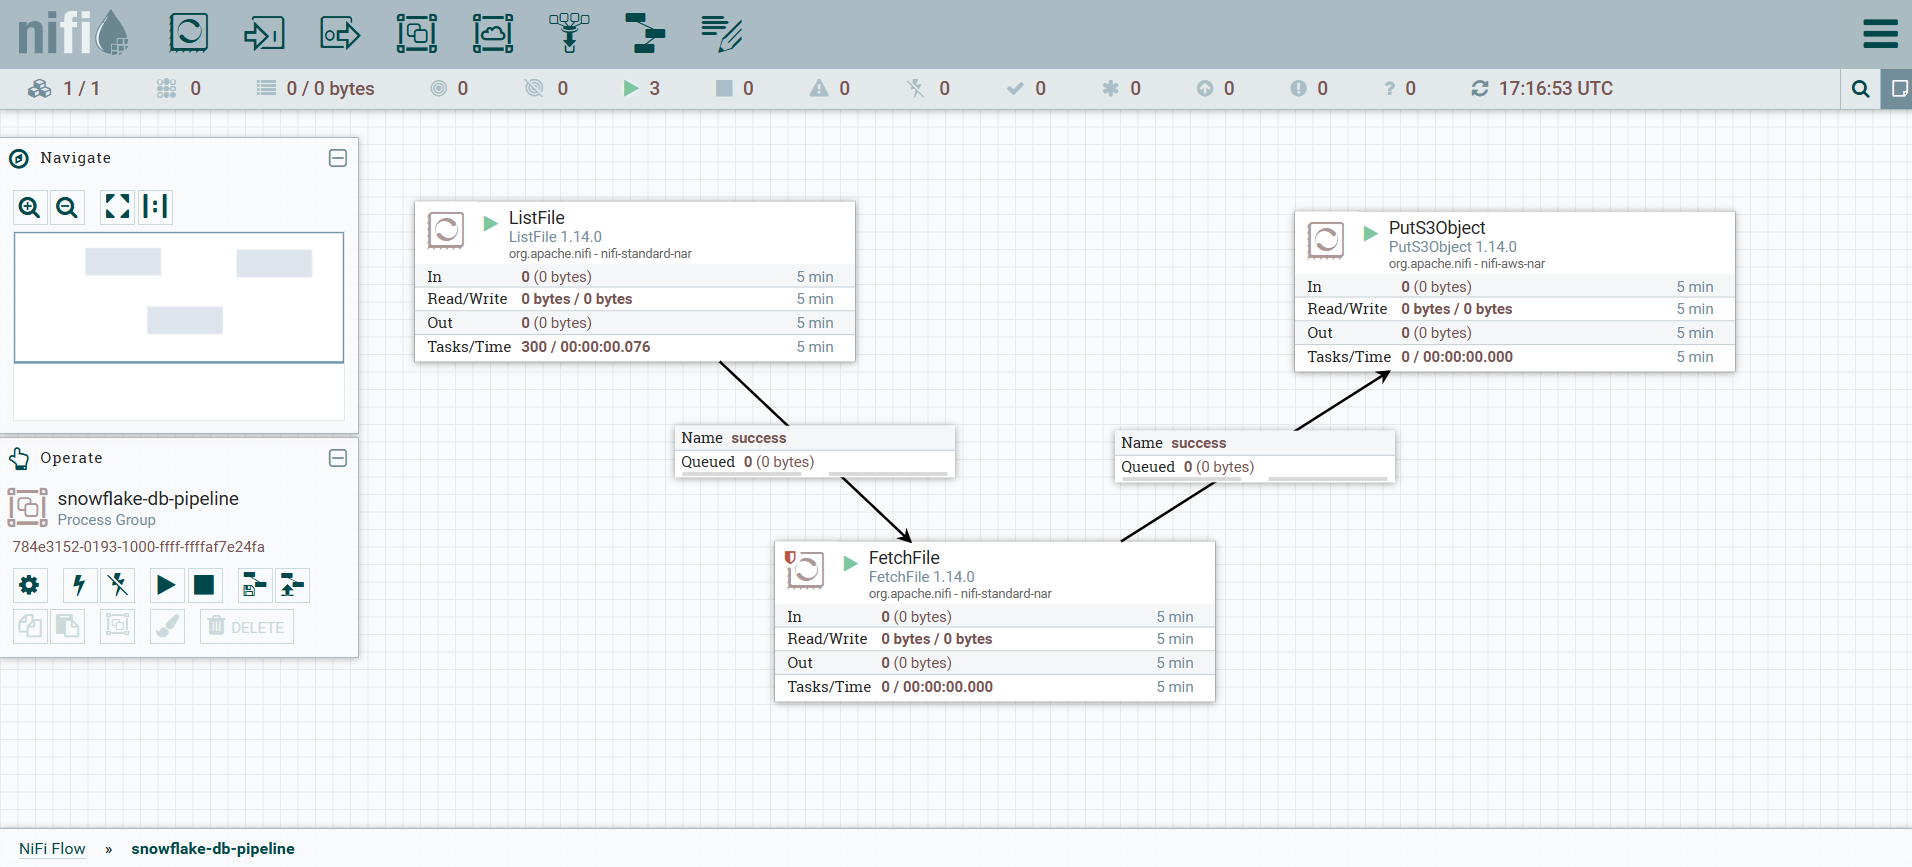 nifi
1 / 1 0 0 / 0 bytes 0 0 3 0 0 0 0 0 0 0 ? 0 17:16:53 UTC
Navigate
Operate
snowflake-db-pipeline
Process Group
784e3152-0193-1000-ffff-ffffaf7e24fa
DELETE
ListFile
ListFile 1.14.0
org.apache.nifi - nifi-standard-nar
In 0 (0 bytes) 5 min
Read/Write 0 bytes / 0 bytes 5 min
Out 0 (0 bytes) 5 min
Tasks/Time 300 / 00:00:00.076 5 min
Name success
Queued 0 (0 bytes)
FetchFile
FetchFile 1.14.0
org.apache.nifi - nifi-standard-nar
In 0 (0 bytes) 5 min
Read/Write 0 bytes / 0 bytes 5 min
Out 0 (0 bytes) 5 min
Tasks/Time 0 / 00:00:00.000 5 min
Name success
Queued 0 (0 bytes)
PutS3Object
PutS3Object 1.14.0
org.apache.nifi - nifi-aws-nar
In 0 (0 bytes) 5 min
Read/Write 0 bytes / 0 bytes 5 min
Out 0 (0 bytes) 5 min
Tasks/Time 0 / 00:00:00.000 5 min
NiFi Flow » snowflake-db-pipeline